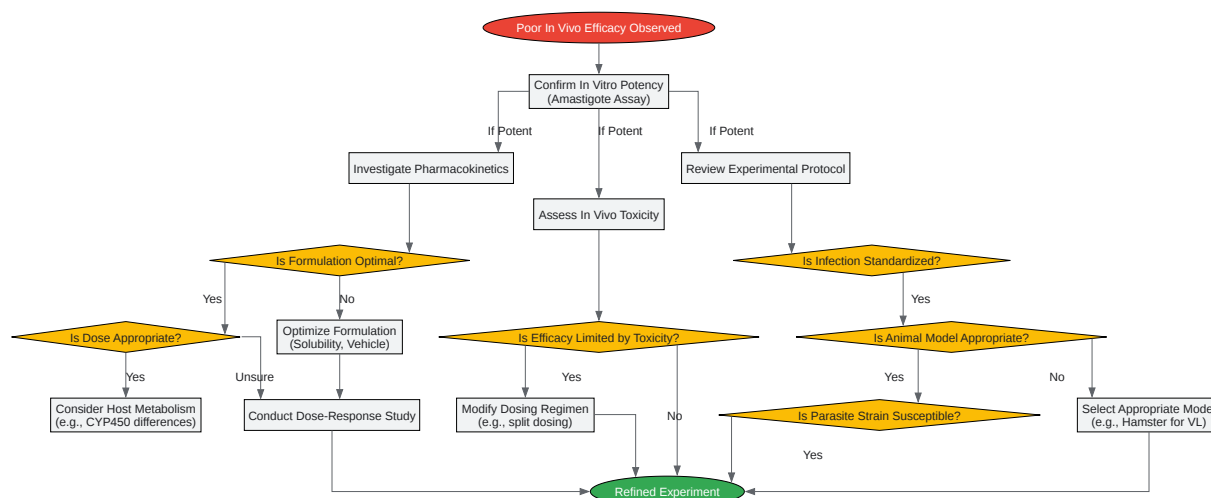 Poor In Vivo Efficacy Observed
Confirm In Vitro Potency
(Amastigote Assay)
If Potent
If Potent
If Potent
Investigate Pharmacokinetics
Review Experimental Protocol
Assess In Vivo Toxicity
Is Formulation Optimal?
Is Infection Standardized?
Yes
No
Yes
Is Dose Appropriate?
Optimize Formulation
(Solubility, Vehicle)
Is Efficacy Limited by Toxicity?
Is Animal Model Appropriate?
Yes
Unsure
Yes
Yes
No
Consider Host Metabolism
(e.g., CYP450 differences)
Conduct Dose-Response Study
Modify Dosing Regimen
(e.g., split dosing)
No
Is Parasite Strain Susceptible?
Select Appropriate Model
(e.g., Hamster for VL)
Yes
Refined Experiment